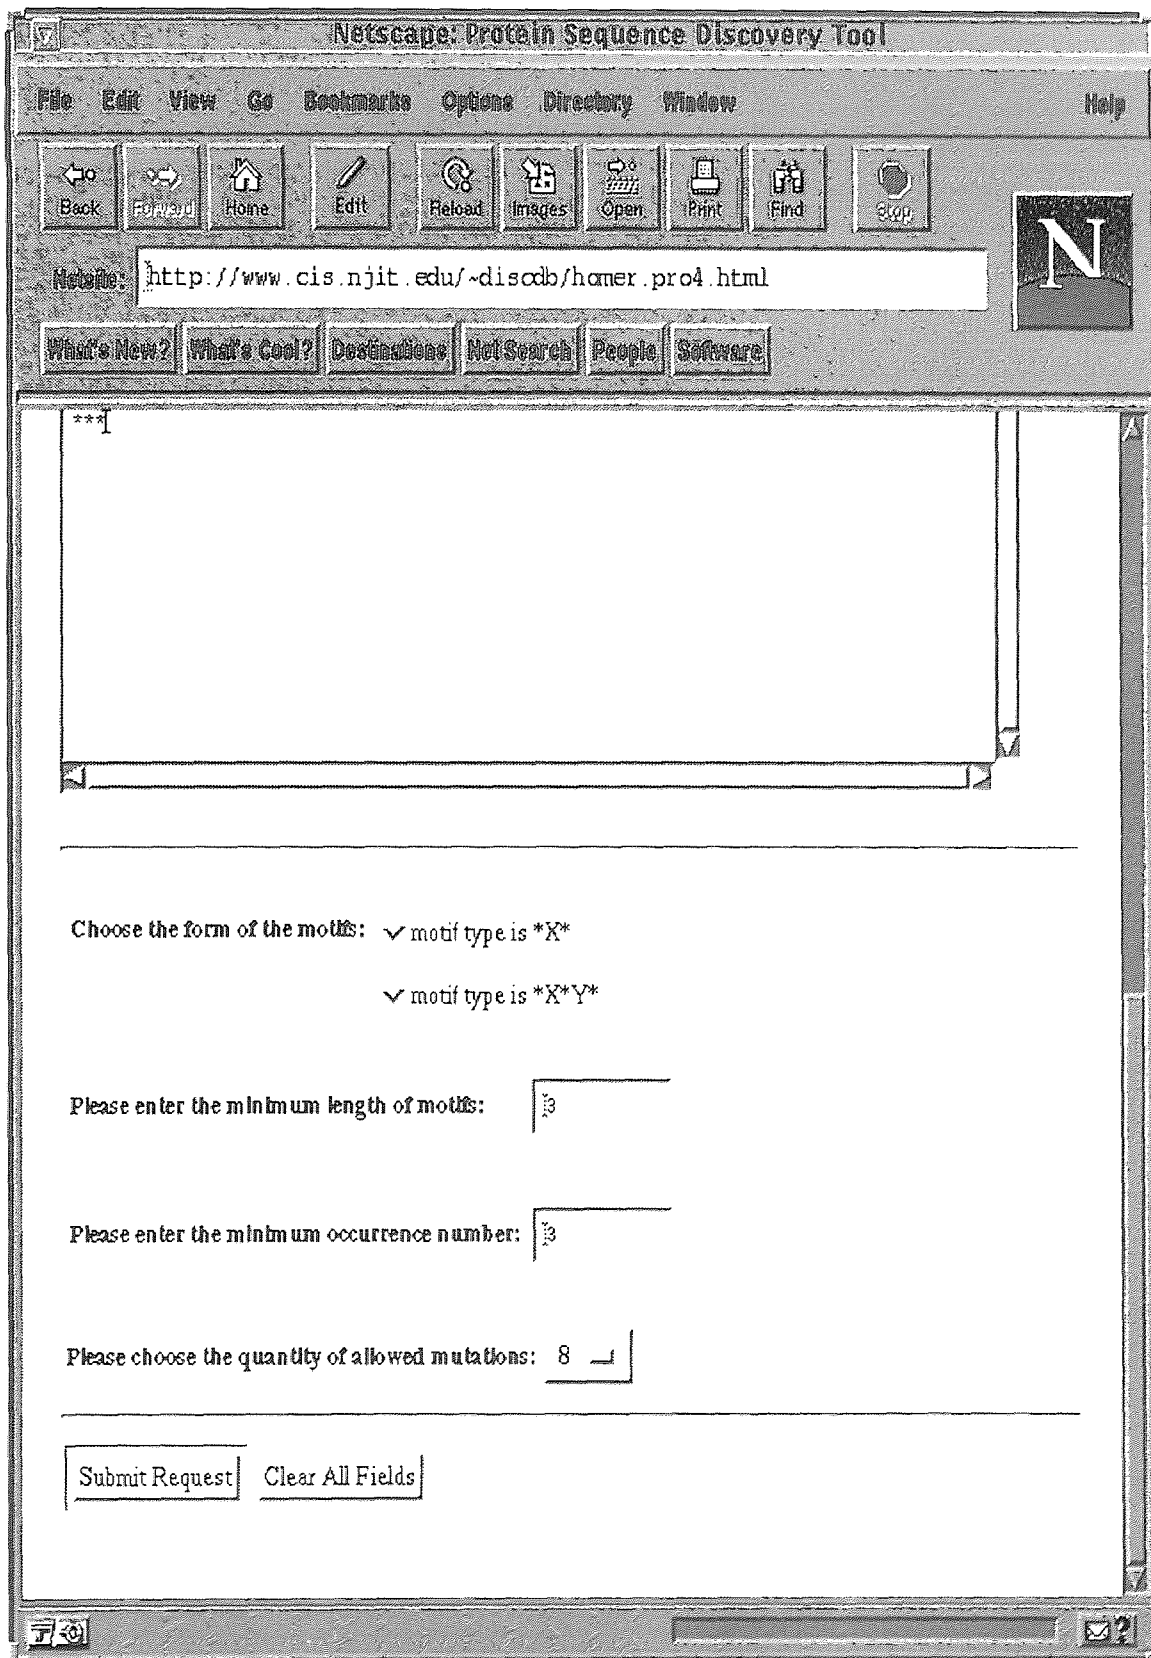 Netscape: Protein Sequence Discovery Tool
File Edit View Go Bookmarks Options Directory Window Help
Back Forward Home Edit Reload Images Open Print Find Stop
Netsite: http://www.cis.njit.edu/~discdb/homer.pro4.html
N
What's New? What's Cool? Destinations Net Search People Software
***
Choose the form of the motifs: motif type is *X*
motif type is *X*Y*
Please enter the minimum length of motifs: 3
Please enter the minimum occurrence number: 3
Please choose the quantity of allowed mutations: 8
Submit Request Clear All Fields
?